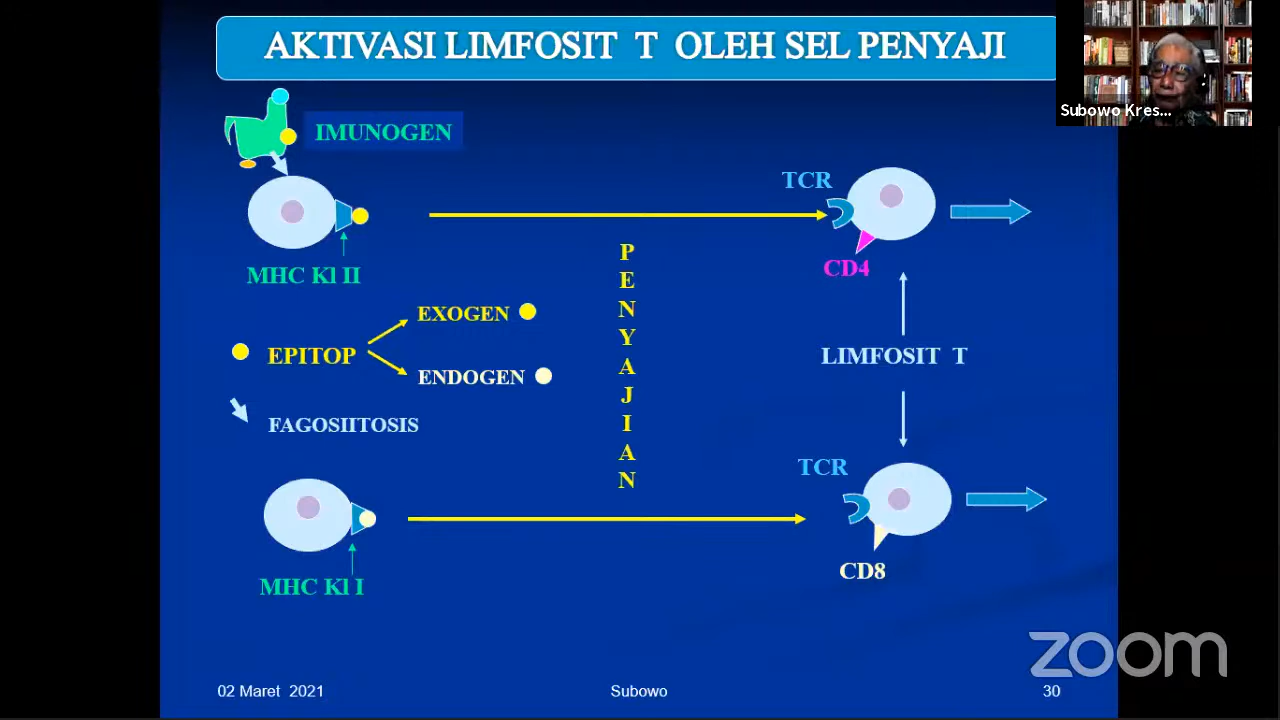 AKTIVASI LIMFOSIT T OLEH SEL PENYAJI
Subowo Kres...
IMUNOGEN
TCR
MHC Kl II
CD4
PENYAJIAN
EXOGEN
EPITOP
ENDOGEN
LIMFOSIT T
FAGOSIITOSIS
TCR
MHC Kl I
CD8
zoom
02 Maret 2021
Subowo
30